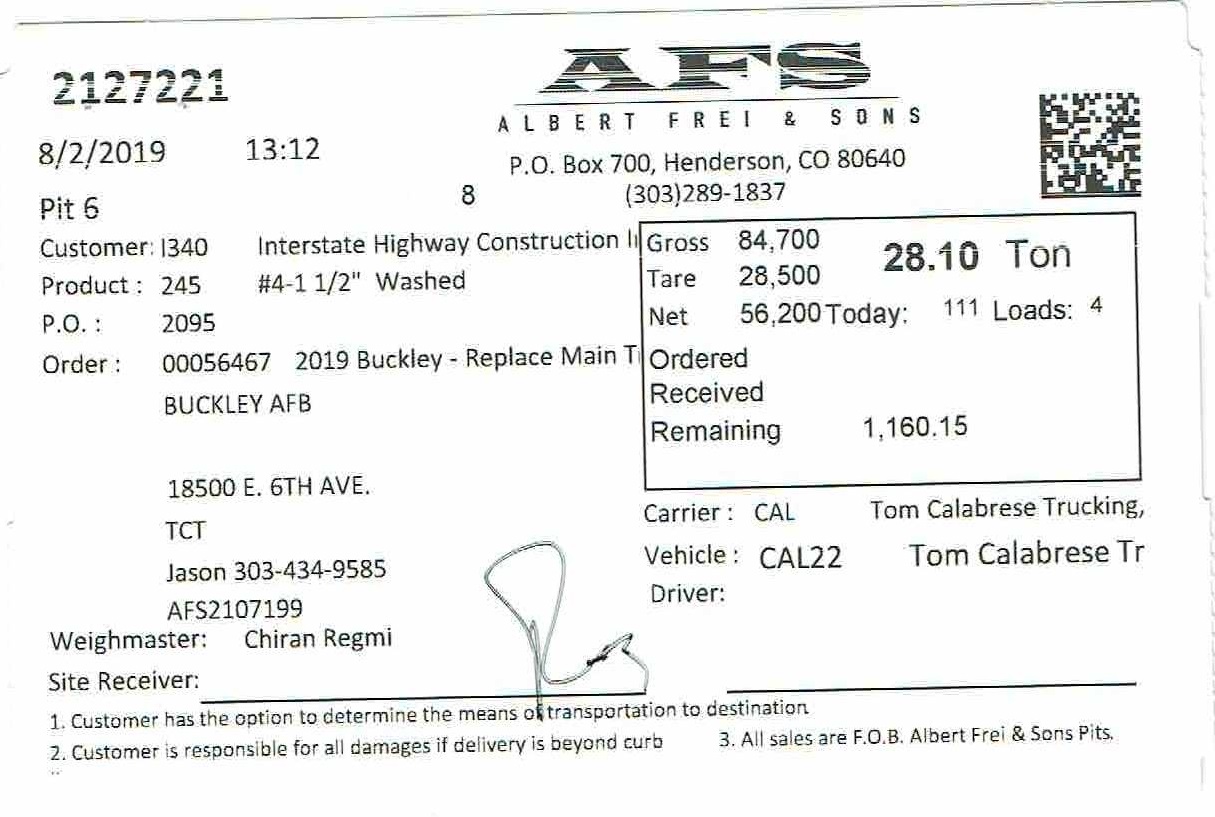 2127221
AFS
ALBERT FREI & SONS
8/2/2019 13:12
P.O. Box 700, Henderson, CO 80640
Pit 6 8 (303)289-1837
Customer: I340 Interstate Highway Construction
Product : 245 #4-1 1/2" Washed
P.O. : 2095
Order : 00056467 2019 Buckley - Replace Main T
BUCKLEY AFB
18500 E. 6TH AVE.
TCT
Jason 303-434-9585
AFS2107199
Weighmaster: Chiran Regmi
Site Receiver:
Gross 84,700 28.10 Ton
Tare 28,500
Net 56,200 Today: 111 Loads: 4
Ordered
Received
Remaining 1,160.15
Carrier : CAL Tom Calabrese Trucking,
Vehicle : CAL22 Tom Calabrese Tr
Driver:
1. Customer has the option to determine the means of transportation to destination
2. Customer is responsible for all damages if delivery is beyond curb
3. All sales are F.O.B. Albert Frei & Sons Pits.